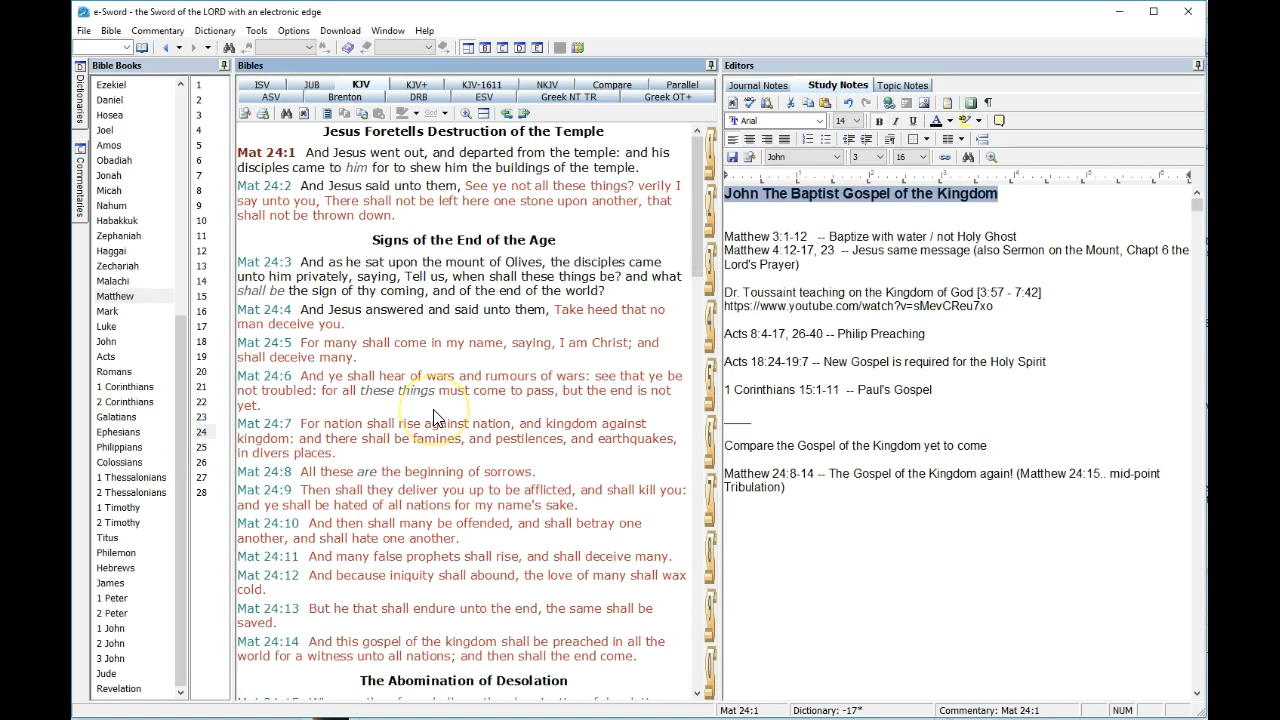 e-Sword - the Sword of the LORD with an electronic edge
File Bible Commentary Dictionary Tools Options Download Window Help
Dictionaries
Commentaries
Bible Books
Ezekiel
Daniel
Hosea
Joel
Amos
Obadiah
Jonah
Micah
Nahum
Habakkuk
Zephaniah
Haggai
Zechariah
Malachi
Matthew
Mark
Luke
John
Acts
Romans
1 Corinthians
2 Corinthians
Galatians
Ephesians
Philippians
Colossians
1 Thessalonians
2 Thessalonians
1 Timothy
2 Timothy
Titus
Philemon
Hebrews
James
1 Peter
2 Peter
1 John
2 John
3 John
Jude
Revelation
1
2
3
4
5
6
7
8
9
10
11
12
13
14
15
16
17
18
19
20
21
22
23
24
25
26
27
28
Bibles
ISV JUB KJV KJV+ KJV-1611 NKJV Compare Parallel
ASV Brenton DRB ESV Greek NT TR Greek OT+
Jesus Foretells Destruction of the Temple
Mat 24:1 And Jesus went out, and departed from the temple: and his
disciples came to him for to shew him the buildings of the temple.
Mat 24:2 And Jesus said unto them, See ye not all these things? verily I
say unto you, There shall not be left here one stone upon another, that
shall not be thrown down.
Signs of the End of the Age
Mat 24:3 And as he sat upon the mount of Olives, the disciples came
unto him privately, saying, Tell us, when shall these things be? and what
shall be the sign of thy coming, and of the end of the world?
Mat 24:4 And Jesus answered and said unto them, Take heed that no
man deceive you.
Mat 24:5 For many shall come in my name, saying, I am Christ; and
shall deceive many.
Mat 24:6 And ye shall hear of wars and rumours of wars: see that ye be
not troubled: for all these things must come to pass, but the end is not
yet.
Mat 24:7 For nation shall rise against nation, and kingdom against
kingdom: and there shall be famines, and pestilences, and earthquakes,
in divers places.
Mat 24:8 All these are the beginning of sorrows.
Mat 24:9 Then shall they deliver you up to be afflicted, and shall kill you:
and ye shall be hated of all nations for my name's sake.
Mat 24:10 And then shall many be offended, and shall betray one
another, and shall hate one another.
Mat 24:11 And many false prophets shall rise, and shall deceive many.
Mat 24:12 And because iniquity shall abound, the love of many shall wax
cold.
Mat 24:13 But he that shall endure unto the end, the same shall be
saved.
Mat 24:14 And this gospel of the kingdom shall be preached in all the
world for a witness unto all nations; and then shall the end come.
The Abomination of Desolation
Editors
Journal Notes Study Notes Topic Notes
Arial 14 B I U A
John 3 16
1 2 3 4 5 6
John The Baptist Gospel of the Kingdom
Matthew 3:1-12 -- Baptize with water / not Holy Ghost
Matthew 4:12-17, 23 -- Jesus same message (also Sermon on the Mount, Chapt 6 the
Lord's Prayer)
Dr. Toussaint teaching on the Kingdom of God [3:57 - 7:42]
https://www.youtube.com/watch?v=sMevCReu7xo
Acts 8:4-17, 26-40 -- Philip Preaching
Acts 18:24-19:7 -- New Gospel is required for the Holy Spirit
1 Corinthians 15:1-11 -- Paul's Gospel
____
Compare the Gospel of the Kingdom yet to come
Matthew 24:8-14 -- The Gospel of the Kingdom again! (Matthew 24:15.. mid-point
Tribulation)
Mat 24:1 Dictionary: -17* Commentary: Mat 24:1 NUM